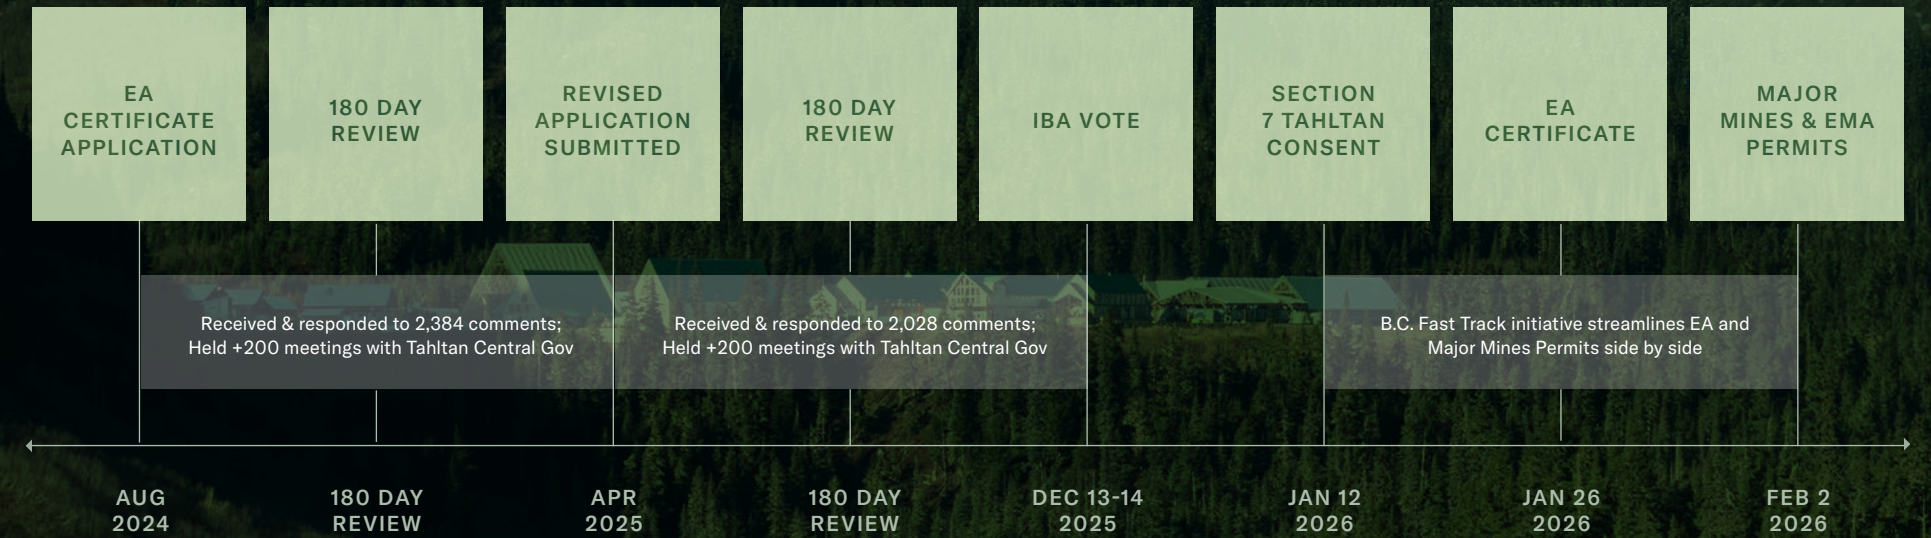 EA
CERTIFICATE
APPLICATION
180 DAY
REVIEW
REVISED
APPLICATION
SUBMITTED
180 DAY
REVIEW
IBA VOTE
SECTION
7 TAHLTAN
CONSENT
EA
CERTIFICATE
MAJOR
MINES & EMA
PERMITS
Received & responded to 2,384 comments;
Held +200 meetings with Tahltan Central Gov
Received & responded to 2,028 comments;
Held +200 meetings with Tahltan Central Gov
B.C. Fast Track initiative streamlines EA and
Major Mines Permits side by side
AUG
2024
180 DAY
REVIEW
APR
2025
180 DAY
REVIEW
DEC 13-14
2025
JAN 12
2026
JAN 26
2026
FEB 2
2026